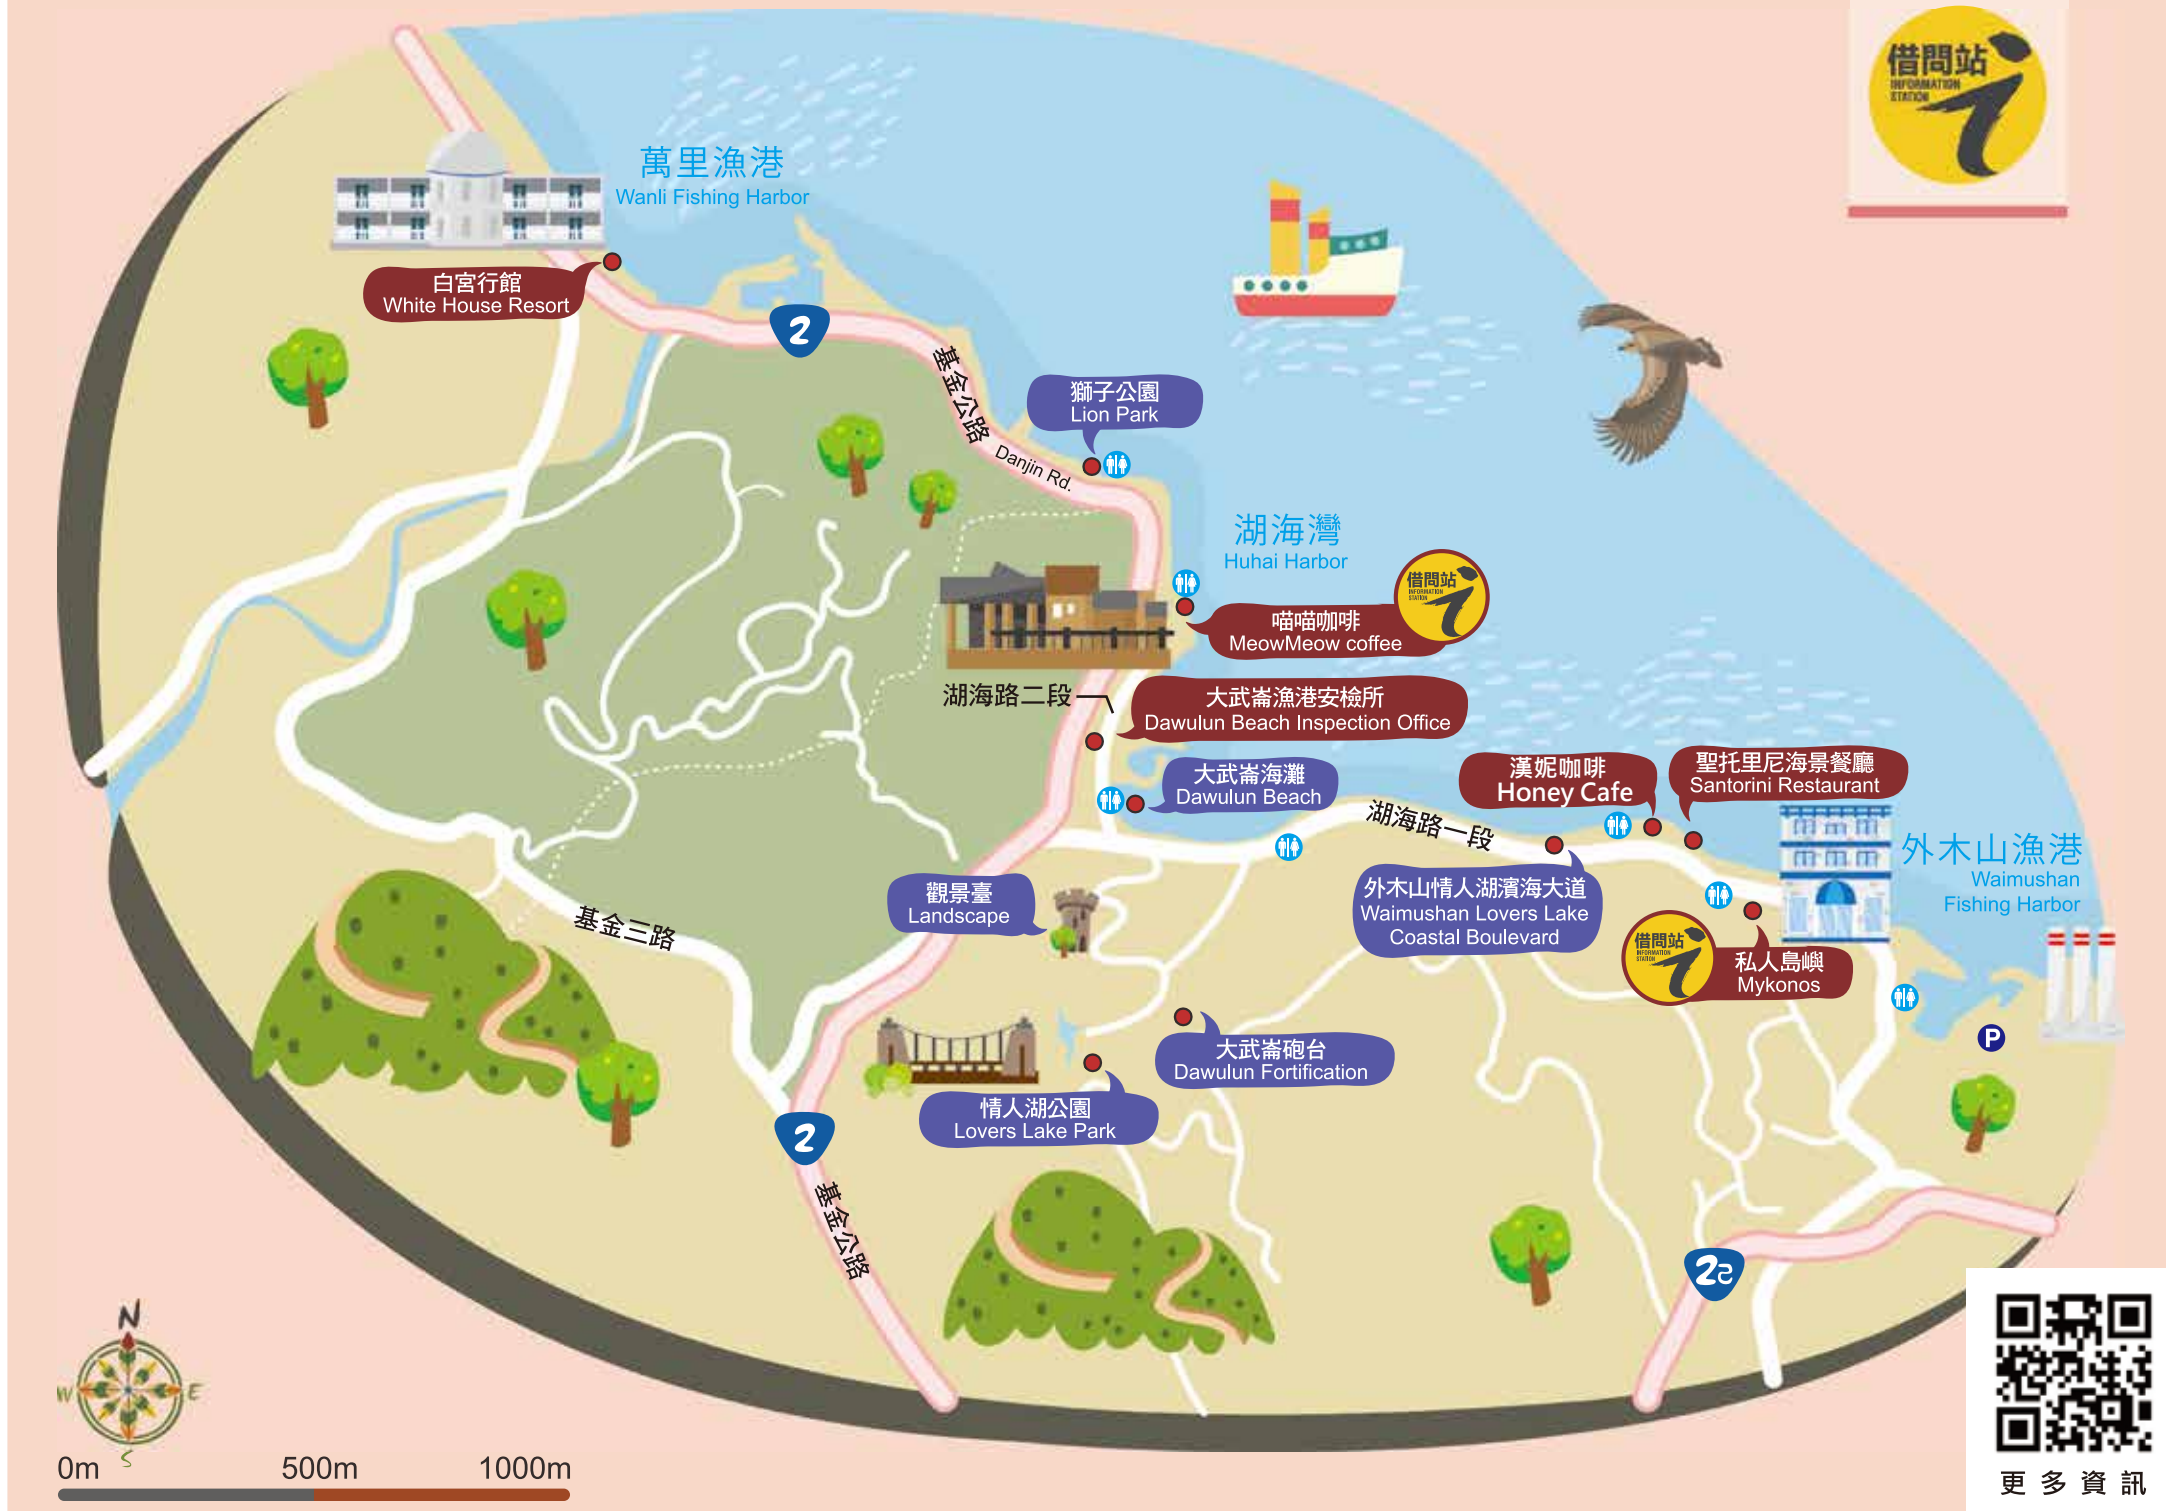 借問站
INFORMATION
STATION
萬里漁港
Wanli Fishing Harbor
白宮行館
White House Resort
2
基金公路
Danjin Rd.
獅子公園
Lion Park
湖海灣
Huhai Harbor
借問站
INFORMATION
STATION
喵喵咖啡
MeowMeow coffee
湖海路二段
大武崙漁港安檢所
Dawulun Beach Inspection Office
大武崙海灘
Dawulun Beach
湖海路一段
漢妮咖啡
Honey Cafe
聖托里尼海景餐廳
Santorini Restaurant
外木山漁港
Waimushan
Fishing Harbor
觀景臺
Landscape
外木山情人湖濱海大道
Waimushan Lovers Lake
Coastal Boulevard
借問站
INFORMATION
STATION
私人島嶼
Mykonos
基金三路
P
大武崙砲台
Dawulun Fortification
情人湖公園
Lovers Lake Park
2
基金公路
2己
N
W
E
S
0m
500m
1000m
更多資訊